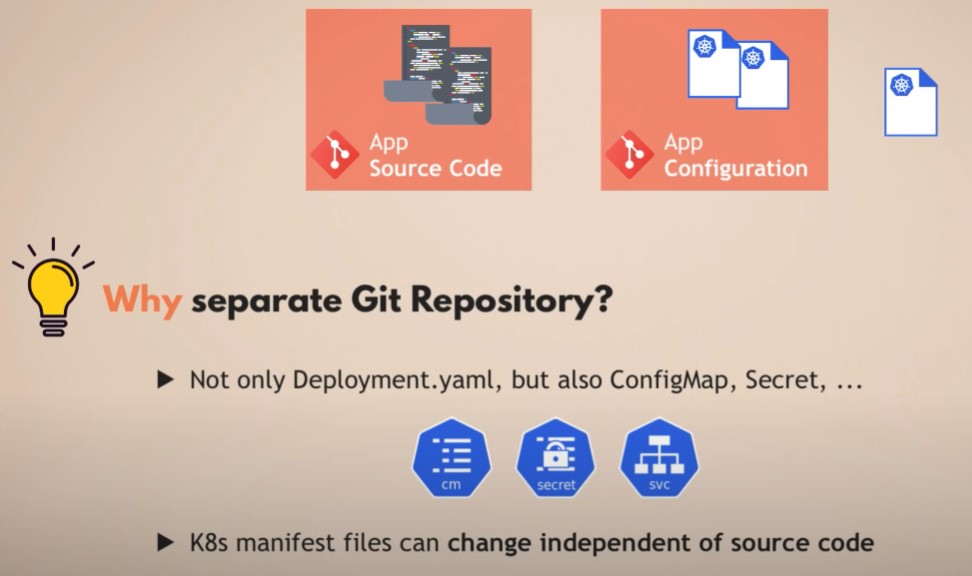 App
Source Code
App
Configuration
Why separate Git Repository?
► Not only Deployment.yaml, but also ConfigMap, Secret, ...
cm
secret
svc
► K8s manifest files can change independent of source code